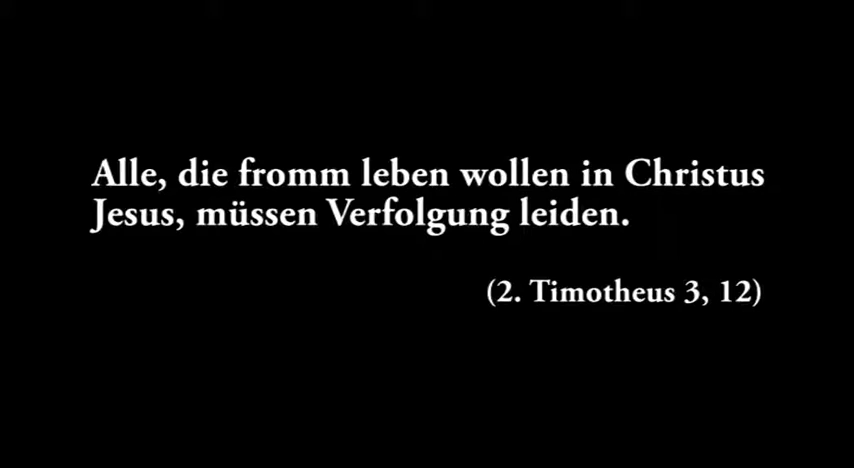 Alle, die fromm leben wollen in Christus
Jesus, müssen Verfolgung leiden.
(2. Timotheus 3, 12)